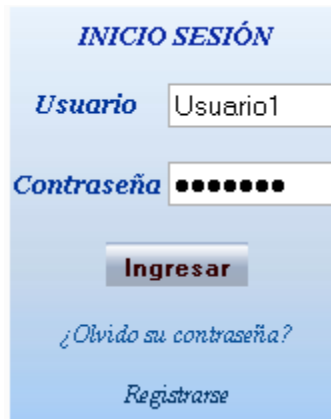 INICIO SESIÓN
Usuario Usuario1
Contraseña •••••••
Ingresar
¿Olvido su contraseña?
Registrarse